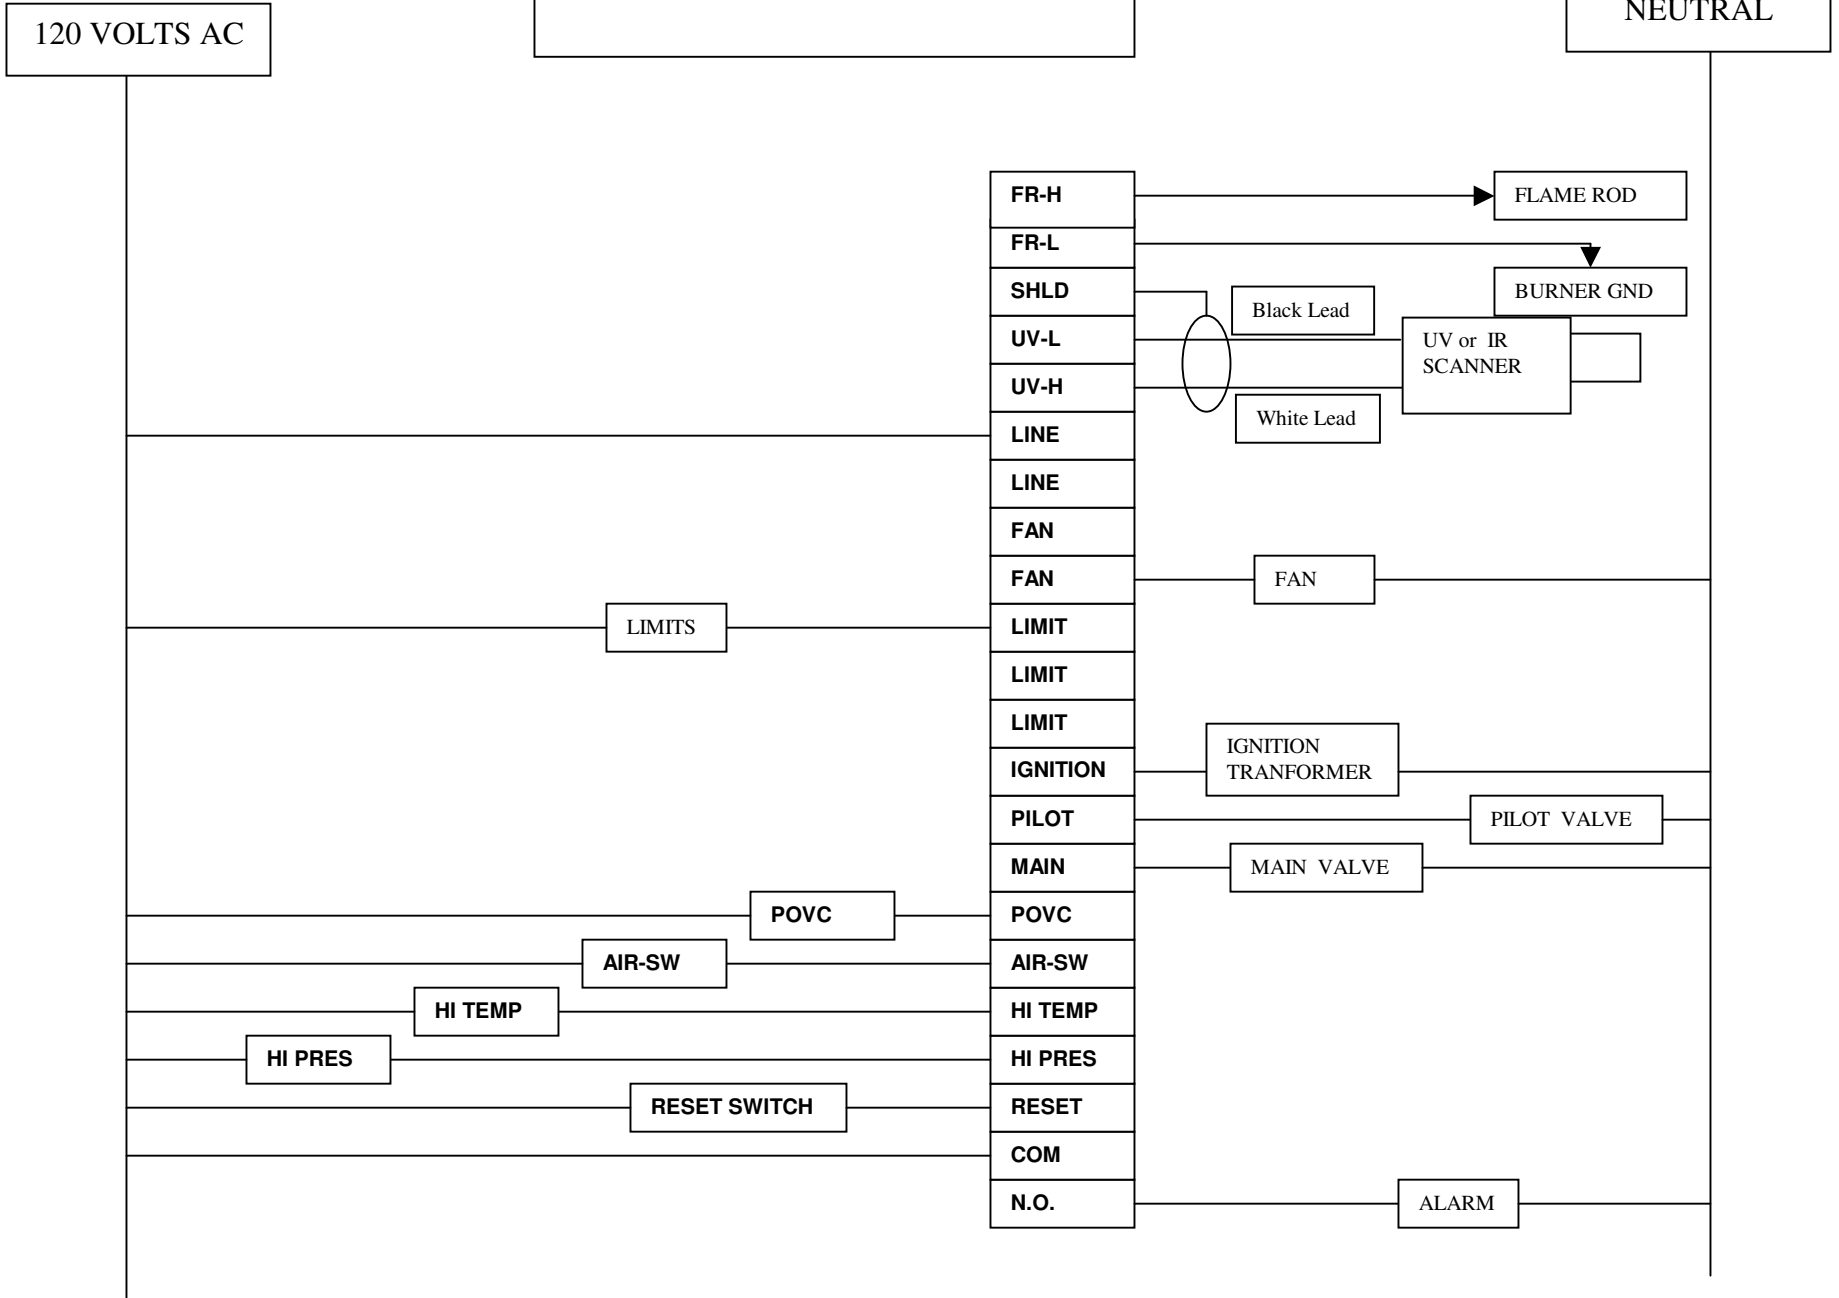 120 VOLTS AC
NEUTRAL
FR-H
FLAME ROD
FR-L
SHLD
BURNER GND
Black Lead
UV-L
UV or IR
SCANNER
UV-H
White Lead
LINE
LINE
FAN
FAN
FAN
LIMITS
LIMIT
LIMIT
LIMIT
IGNITION
TRANFORMER
IGNITION
PILOT
PILOT VALVE
MAIN
MAIN VALVE
POVC
POVC
AIR-SW
AIR-SW
HI TEMP
HI TEMP
HI PRES
HI PRES
RESET SWITCH
RESET
COM
N.O.
ALARM